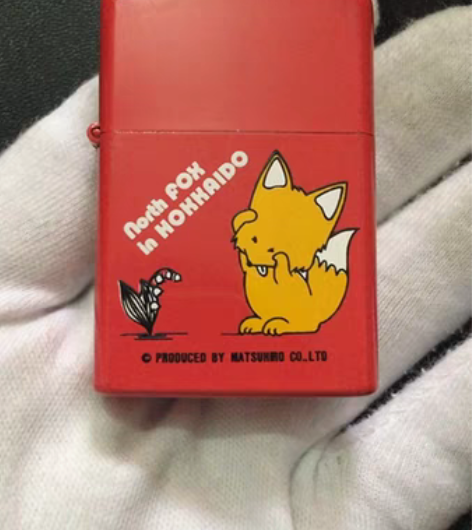 North FOX
in HOKKAIDO
© PRODUCED BY MATSUHIRO CO.,LTD